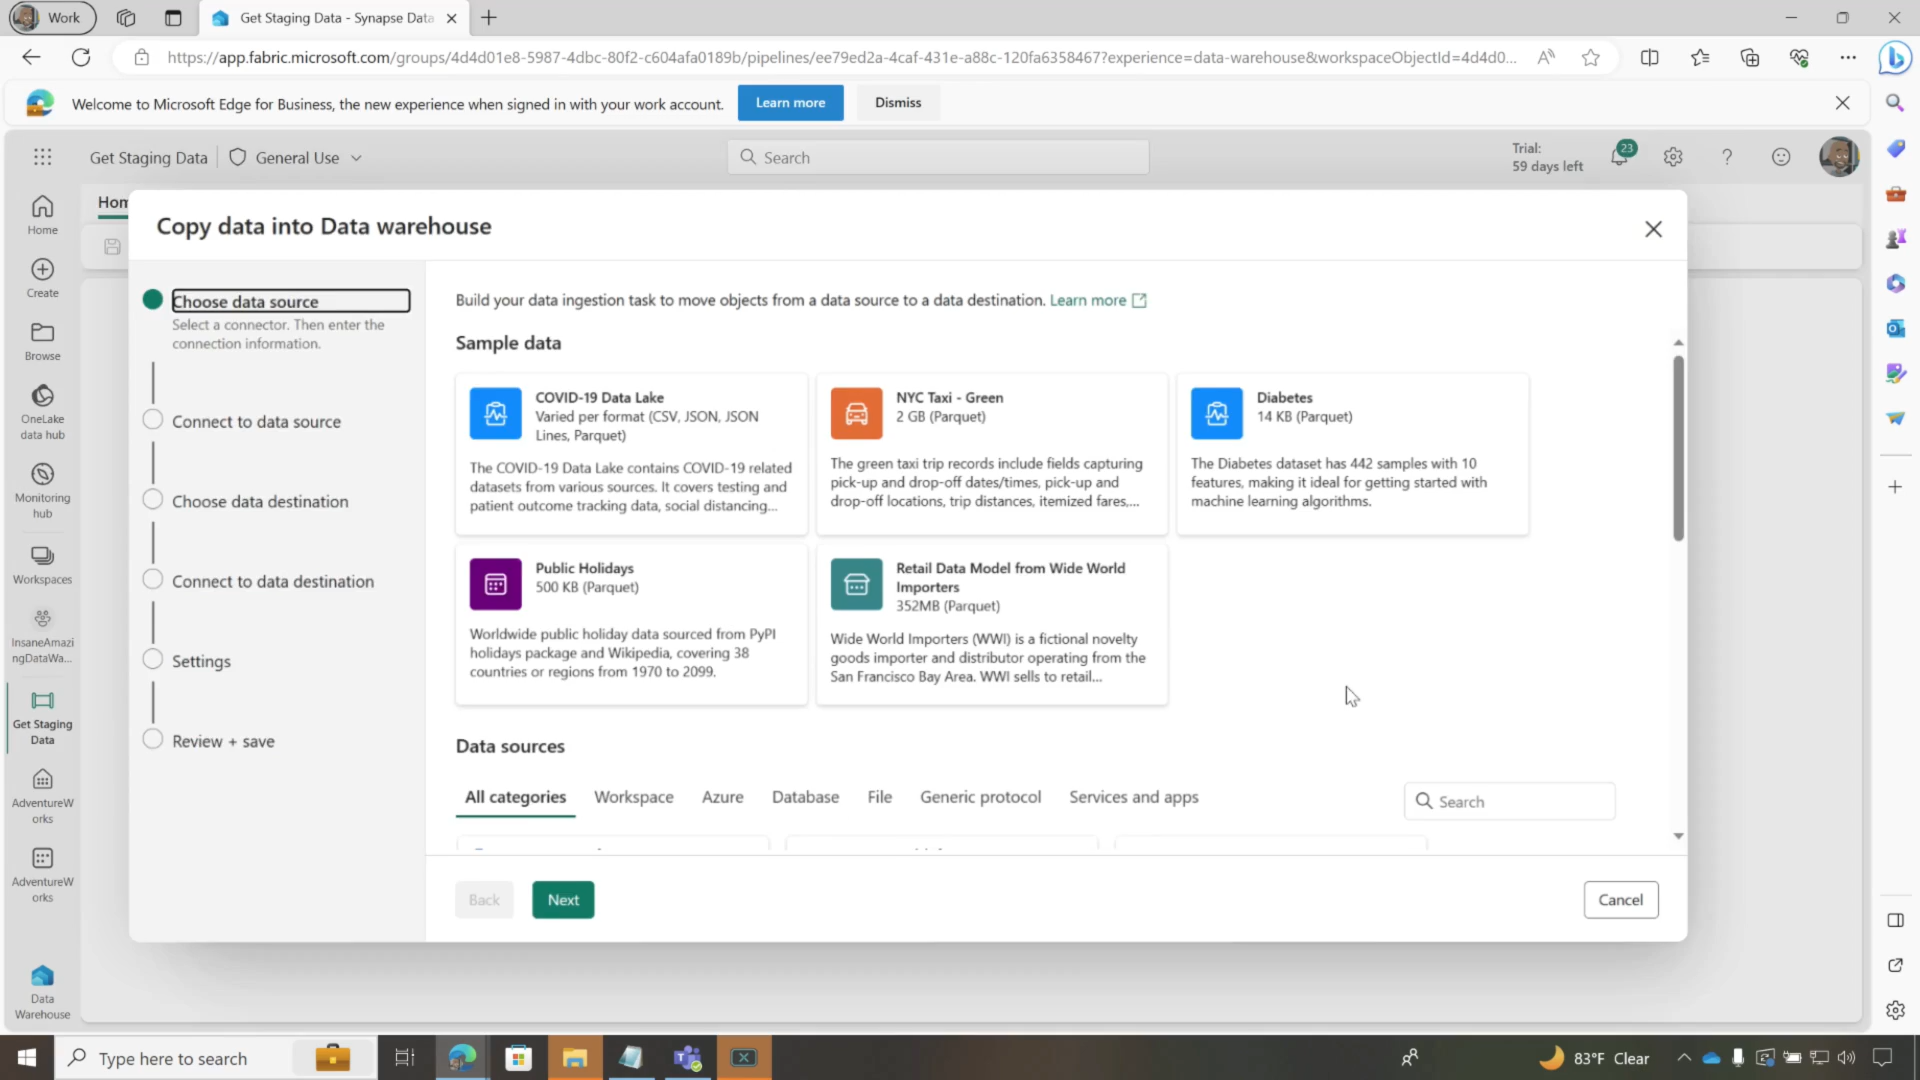 Work
Get Staging Data - Synapse Data
https://app.fabric.microsoft.com/groups/4d4d01e8-5987-4dbc-80f2-c604afa0189b/pipelines/ee79ed2a-4caf-431e-a88c-120fa6358467?experience=data-warehouse&workspaceObjectId=4d4d0...
Welcome to Microsoft Edge for Business, the new experience when signed in with your work account.
Learn more
Dismiss
Get Staging Data
General Use
Search
Trial:
59 days left
23
Home
Create
Browse
OneLake
data hub
Monitoring
hub
Workspaces
InsaneAmazi
ngDataWa...
Get Staging
Data
AdventureW
orks
AdventureW
orks
Data
Warehouse
Hom
Copy data into Data warehouse
Choose data source
Select a connector. Then enter the
connection information.
Connect to data source
Choose data destination
Connect to data destination
Settings
Review + save
Build your data ingestion task to move objects from a data source to a data destination. Learn more
Sample data
COVID-19 Data Lake
Varied per format (CSV, JSON, JSON
Lines, Parquet)
The COVID-19 Data Lake contains COVID-19 related
datasets from various sources. It covers testing and
patient outcome tracking data, social distancing...
NYC Taxi - Green
2 GB (Parquet)
The green taxi trip records include fields capturing
pick-up and drop-off dates/times, pick-up and
drop-off locations, trip distances, itemized fares,...
Diabetes
14 KB (Parquet)
The Diabetes dataset has 442 samples with 10
features, making it ideal for getting started with
machine learning algorithms.
Public Holidays
500 KB (Parquet)
Worldwide public holiday data sourced from PyPI
holidays package and Wikipedia, covering 38
countries or regions from 1970 to 2099.
Retail Data Model from Wide World
Importers
352MB (Parquet)
Wide World Importers (WWI) is a fictional novelty
goods importer and distributor operating from the
San Francisco Bay Area. WWI sells to retail...
Data sources
All categories
Workspace
Azure
Database
File
Generic protocol
Services and apps
Search
Back
Next
Cancel
Type here to search
83°F Clear